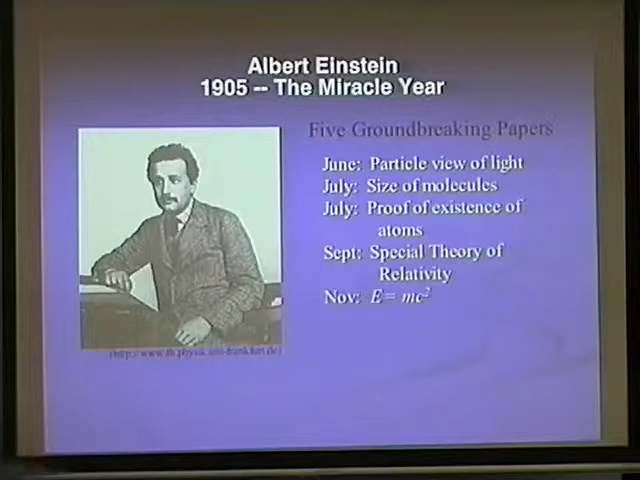 Albert Einstein
1905 -- The Miracle Year
Five Groundbreaking Papers
June: Particle view of light
July: Size of molecules
July: Proof of existence of
atoms
Sept: Special Theory of
Relativity
Nov: E = mc²